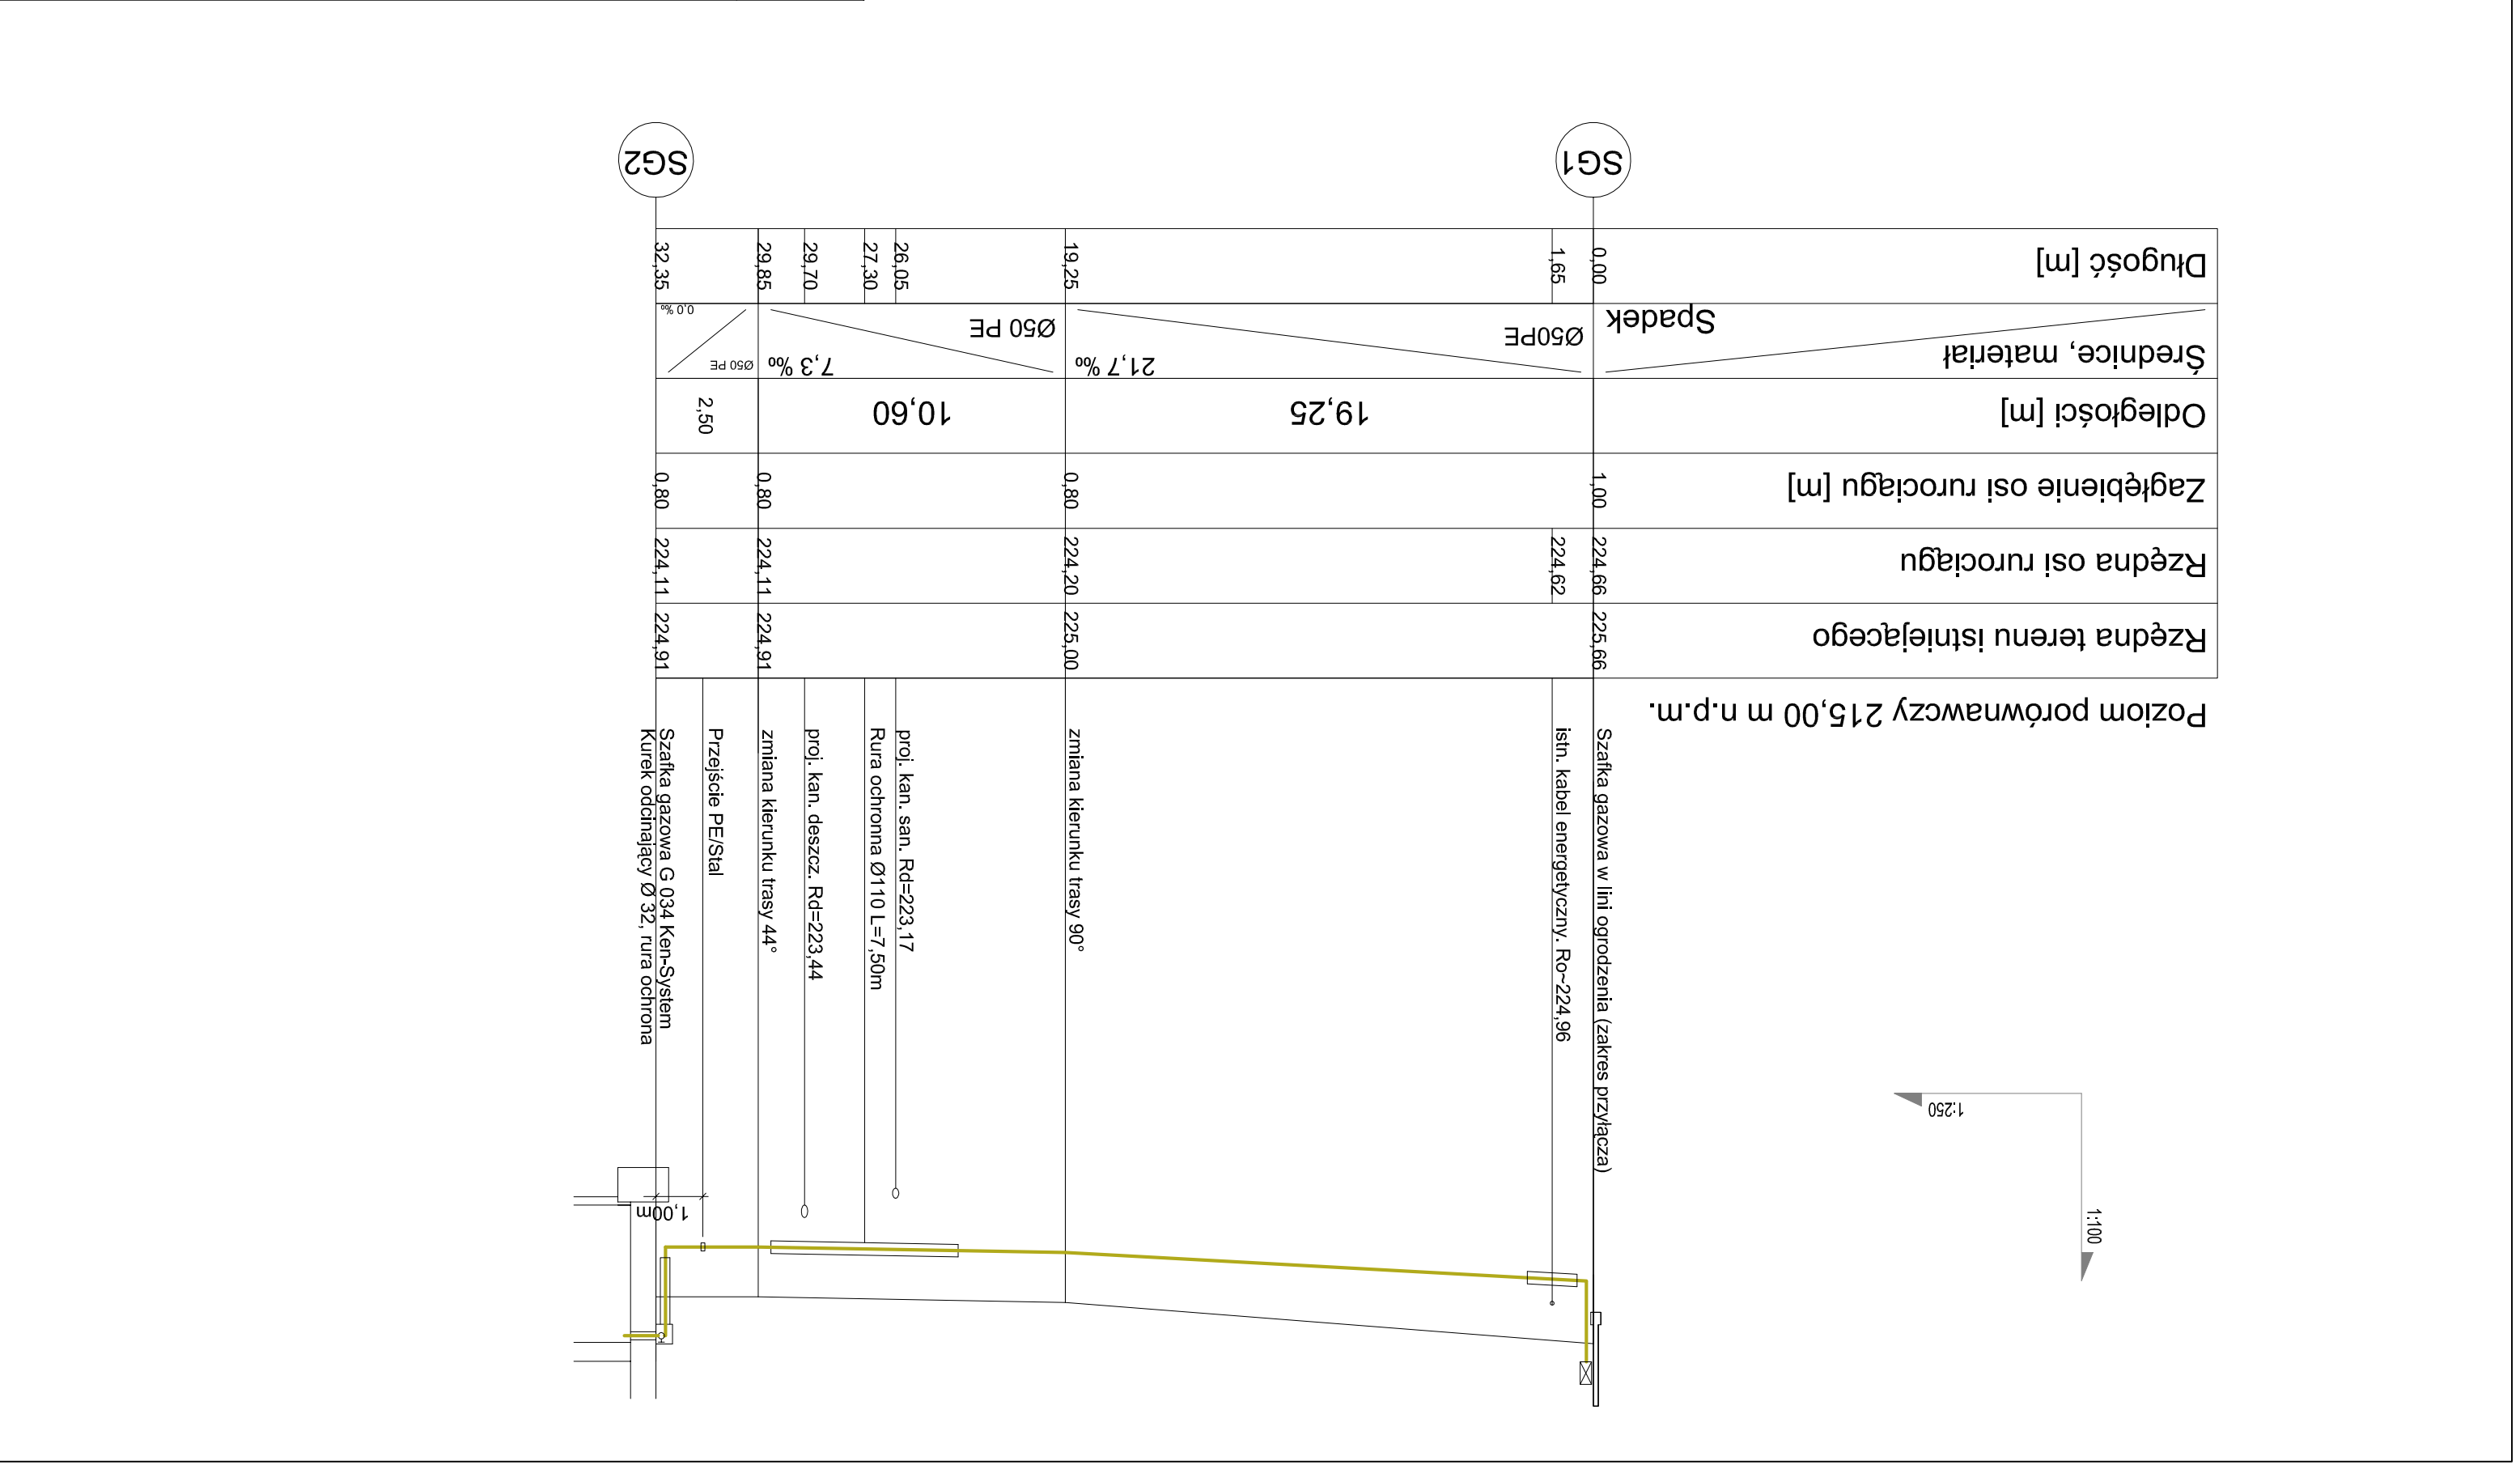 1:100
1:250
1,00m
Szafka gazowa w lini ogrodzenia (zakres przyłącza)
istn. kabel energetyczny. Ro~224,96
zmiana kierunku trasy 90°
proj. kan. san. Rd=223,17
Rura ochronna Ø110 L=7,50m
proj. kan. deszcz. Rd=223,44
zmiana kierunku trasy 44°
Przejście PE/Stal
Szafka gazowa G 034 Ken-System
Kurek odcinający Ø 32, rura ochrona
Poziom porównawczy 215,00 m n.p.m.
Rzędna terenu istniejącego
225,66
225,00
224,91
224,91
Rzędna osi rurociągu
224,66
224,62
224,20
224,11
224,11
Zagłębienie osi rurociągu [m]
1,00
0,80
0,80
0,80
Odległości [m]
19,25
10,60
2,50
Średnice, materiał
Spadek
Ø50PE
21,7 ‰
Ø50 PE
7,3 ‰
Ø50 PE
0,0 ‰
Długość [m]
0,00
1,65
19,25
26,05
27,30
29,70
29,85
32,35
SG1
SG2